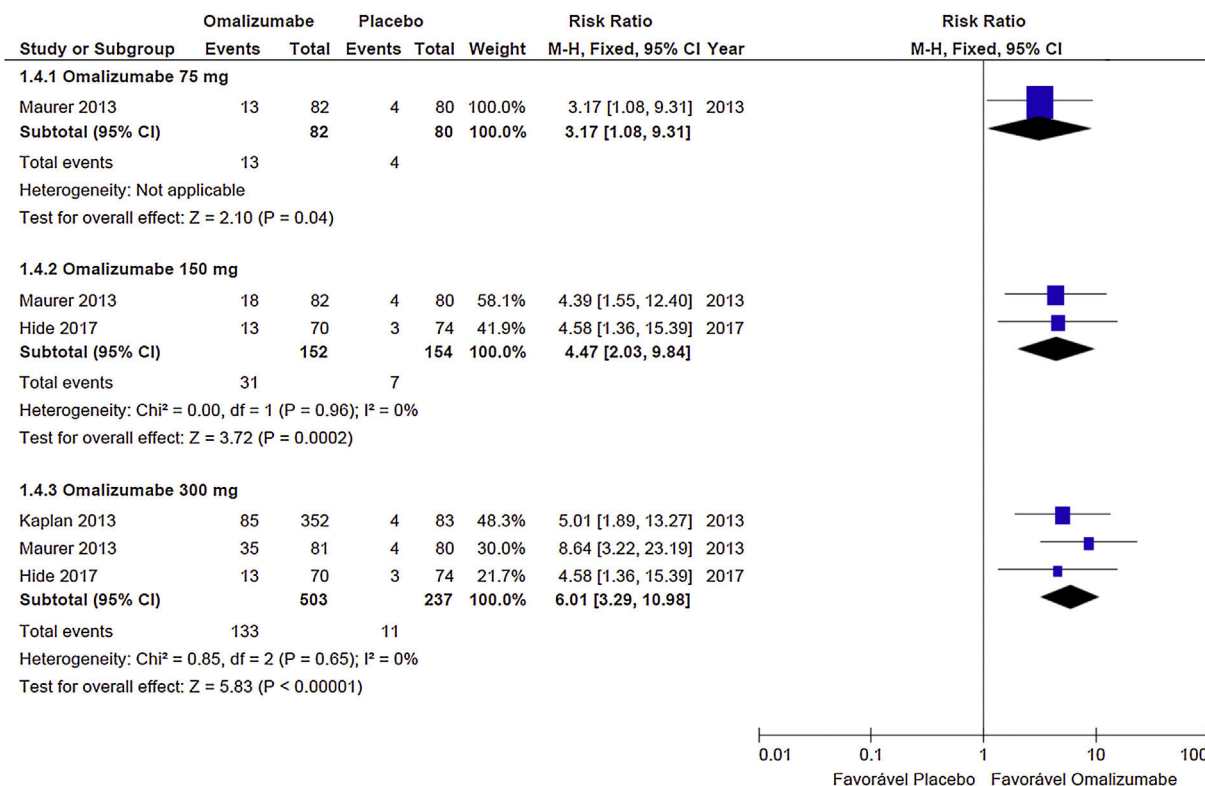 Omalizumabe Placebo Risk Ratio Risk Ratio
Study or Subgroup Events Total Events Total Weight M-H, Fixed, 95% CI Year M-H, Fixed, 95% CI
1.4.1 Omalizumabe 75 mg
Maurer 2013 13 82 4 80 100.0% 3.17 [1.08, 9.31] 2013
Subtotal (95% CI) 82 80 100.0% 3.17 [1.08, 9.31]
Total events 13 4
Heterogeneity: Not applicable
Test for overall effect: Z = 2.10 (P = 0.04)
1.4.2 Omalizumabe 150 mg
Maurer 2013 18 82 4 80 58.1% 4.39 [1.55, 12.40] 2013
Hide 2017 13 70 3 74 41.9% 4.58 [1.36, 15.39] 2017
Subtotal (95% CI) 152 154 100.0% 4.47 [2.03, 9.84]
Total events 31 7
Heterogeneity: Chi² = 0.00, df = 1 (P = 0.96); I² = 0%
Test for overall effect: Z = 3.72 (P = 0.0002)
1.4.3 Omalizumabe 300 mg
Kaplan 2013 85 352 4 83 48.3% 5.01 [1.89, 13.27] 2013
Maurer 2013 35 81 4 80 30.0% 8.64 [3.22, 23.19] 2013
Hide 2017 13 70 3 74 21.7% 4.58 [1.36, 15.39] 2017
Subtotal (95% CI) 503 237 100.0% 6.01 [3.29, 10.98]
Total events 133 11
Heterogeneity: Chi² = 0.85, df = 2 (P = 0.65); I² = 0%
Test for overall effect: Z = 5.83 (P < 0.00001)
0.01 0.1 1 10 100
Favorável Placebo Favorável Omalizumabe